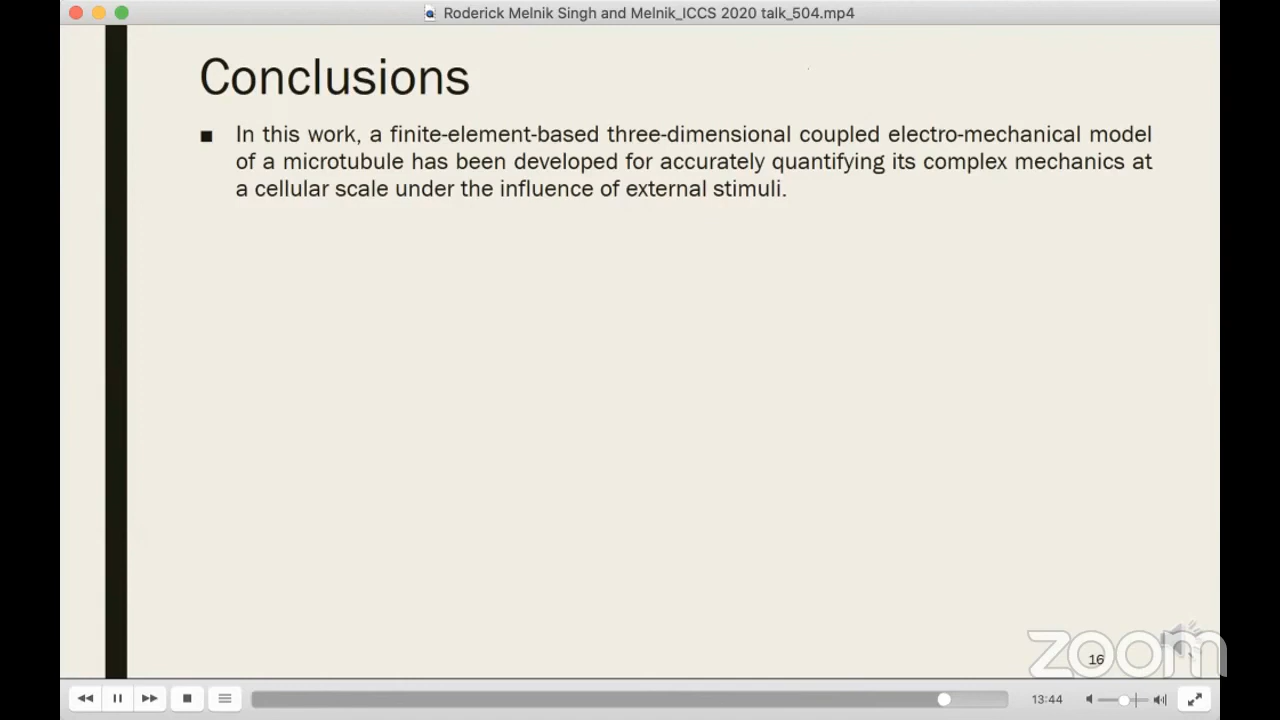 Roderick Melnik Singh and Melnik_ICCS 2020 talk_504.mp4
Conclusions
■ In this work, a finite-element-based three-dimensional coupled electro-mechanical model
of a microtubule has been developed for accurately quantifying its complex mechanics at
a cellular scale under the influence of external stimuli.
zoom
16
13:44